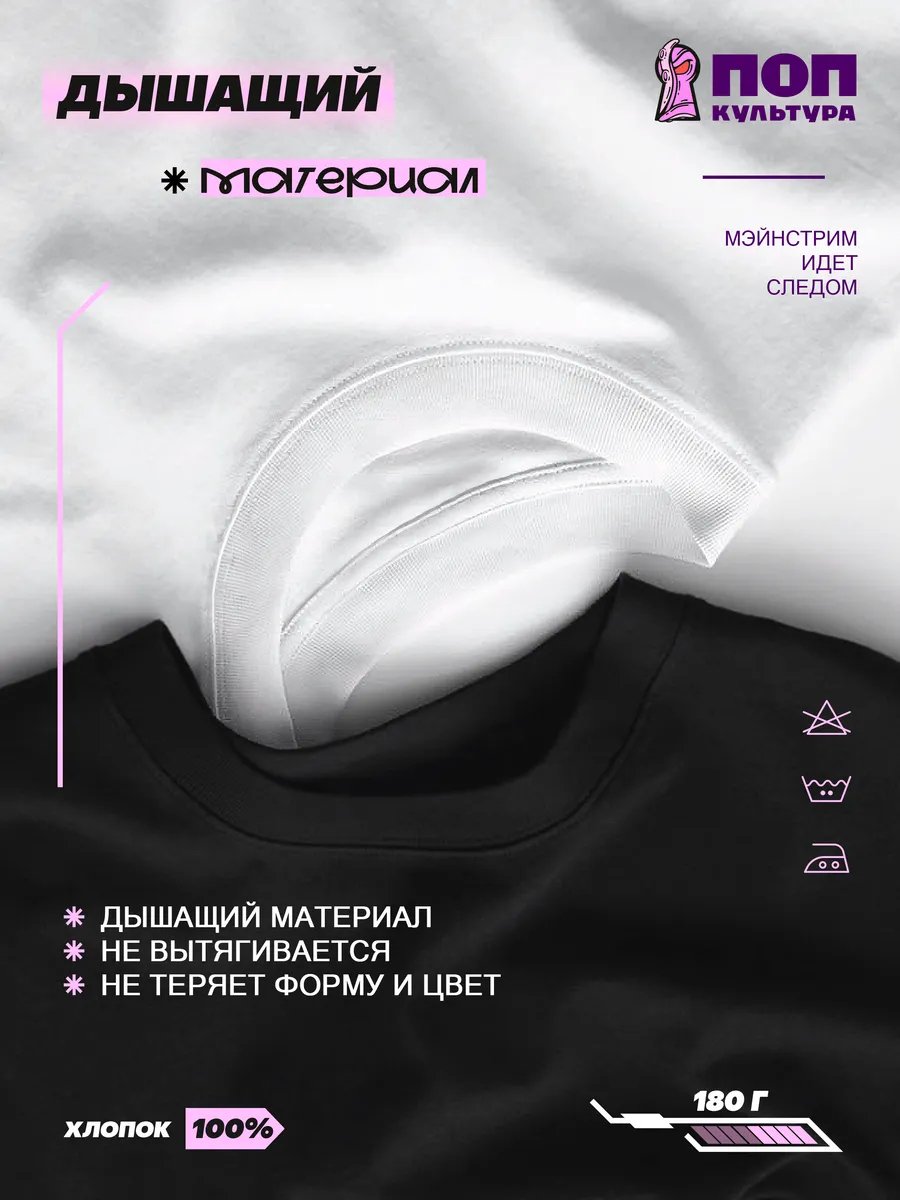 ДЫШАЩИЙ
материал
ПОП
КУЛЬТУРА
МЭЙНСТРИМ
ИДЕТ
СЛЕДОМ
ДЫШАЩИЙ МАТЕРИАЛ
НЕ ВЫТЯГИВАЕТСЯ
НЕ ТЕРЯЕТ ФОРМУ И ЦВЕТ
ХЛОПОК 100%
180 Г